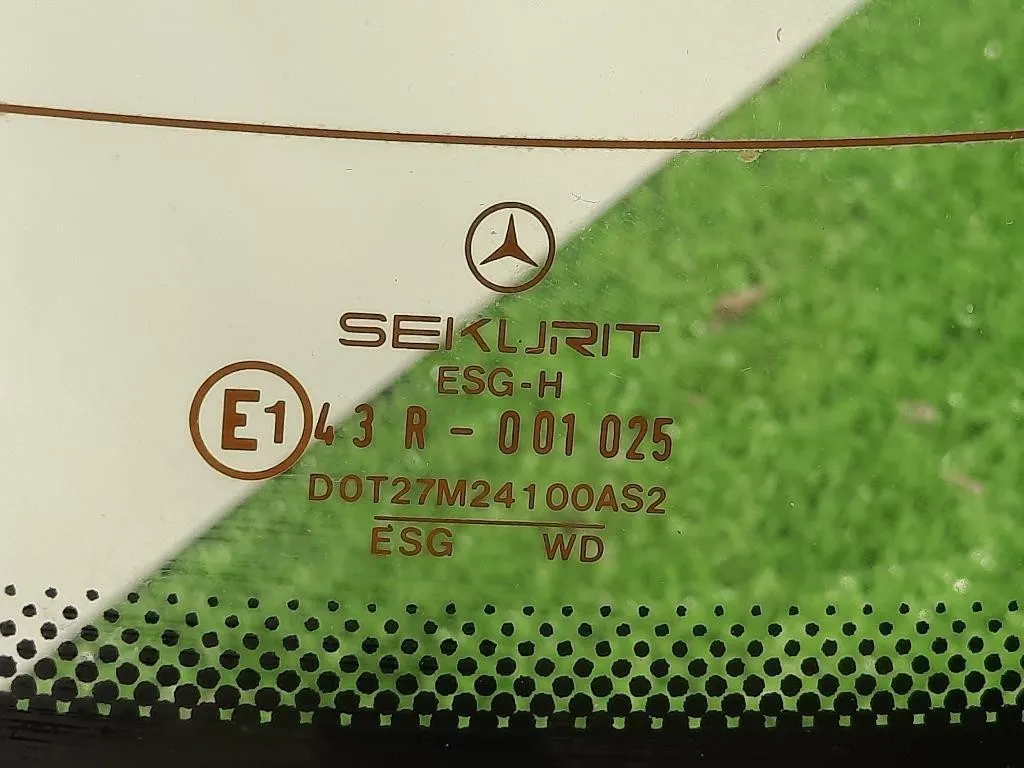 SEKURIT
ESG-H
E1 43 R - 001 025
DOT27M24100AS2
ESG WD